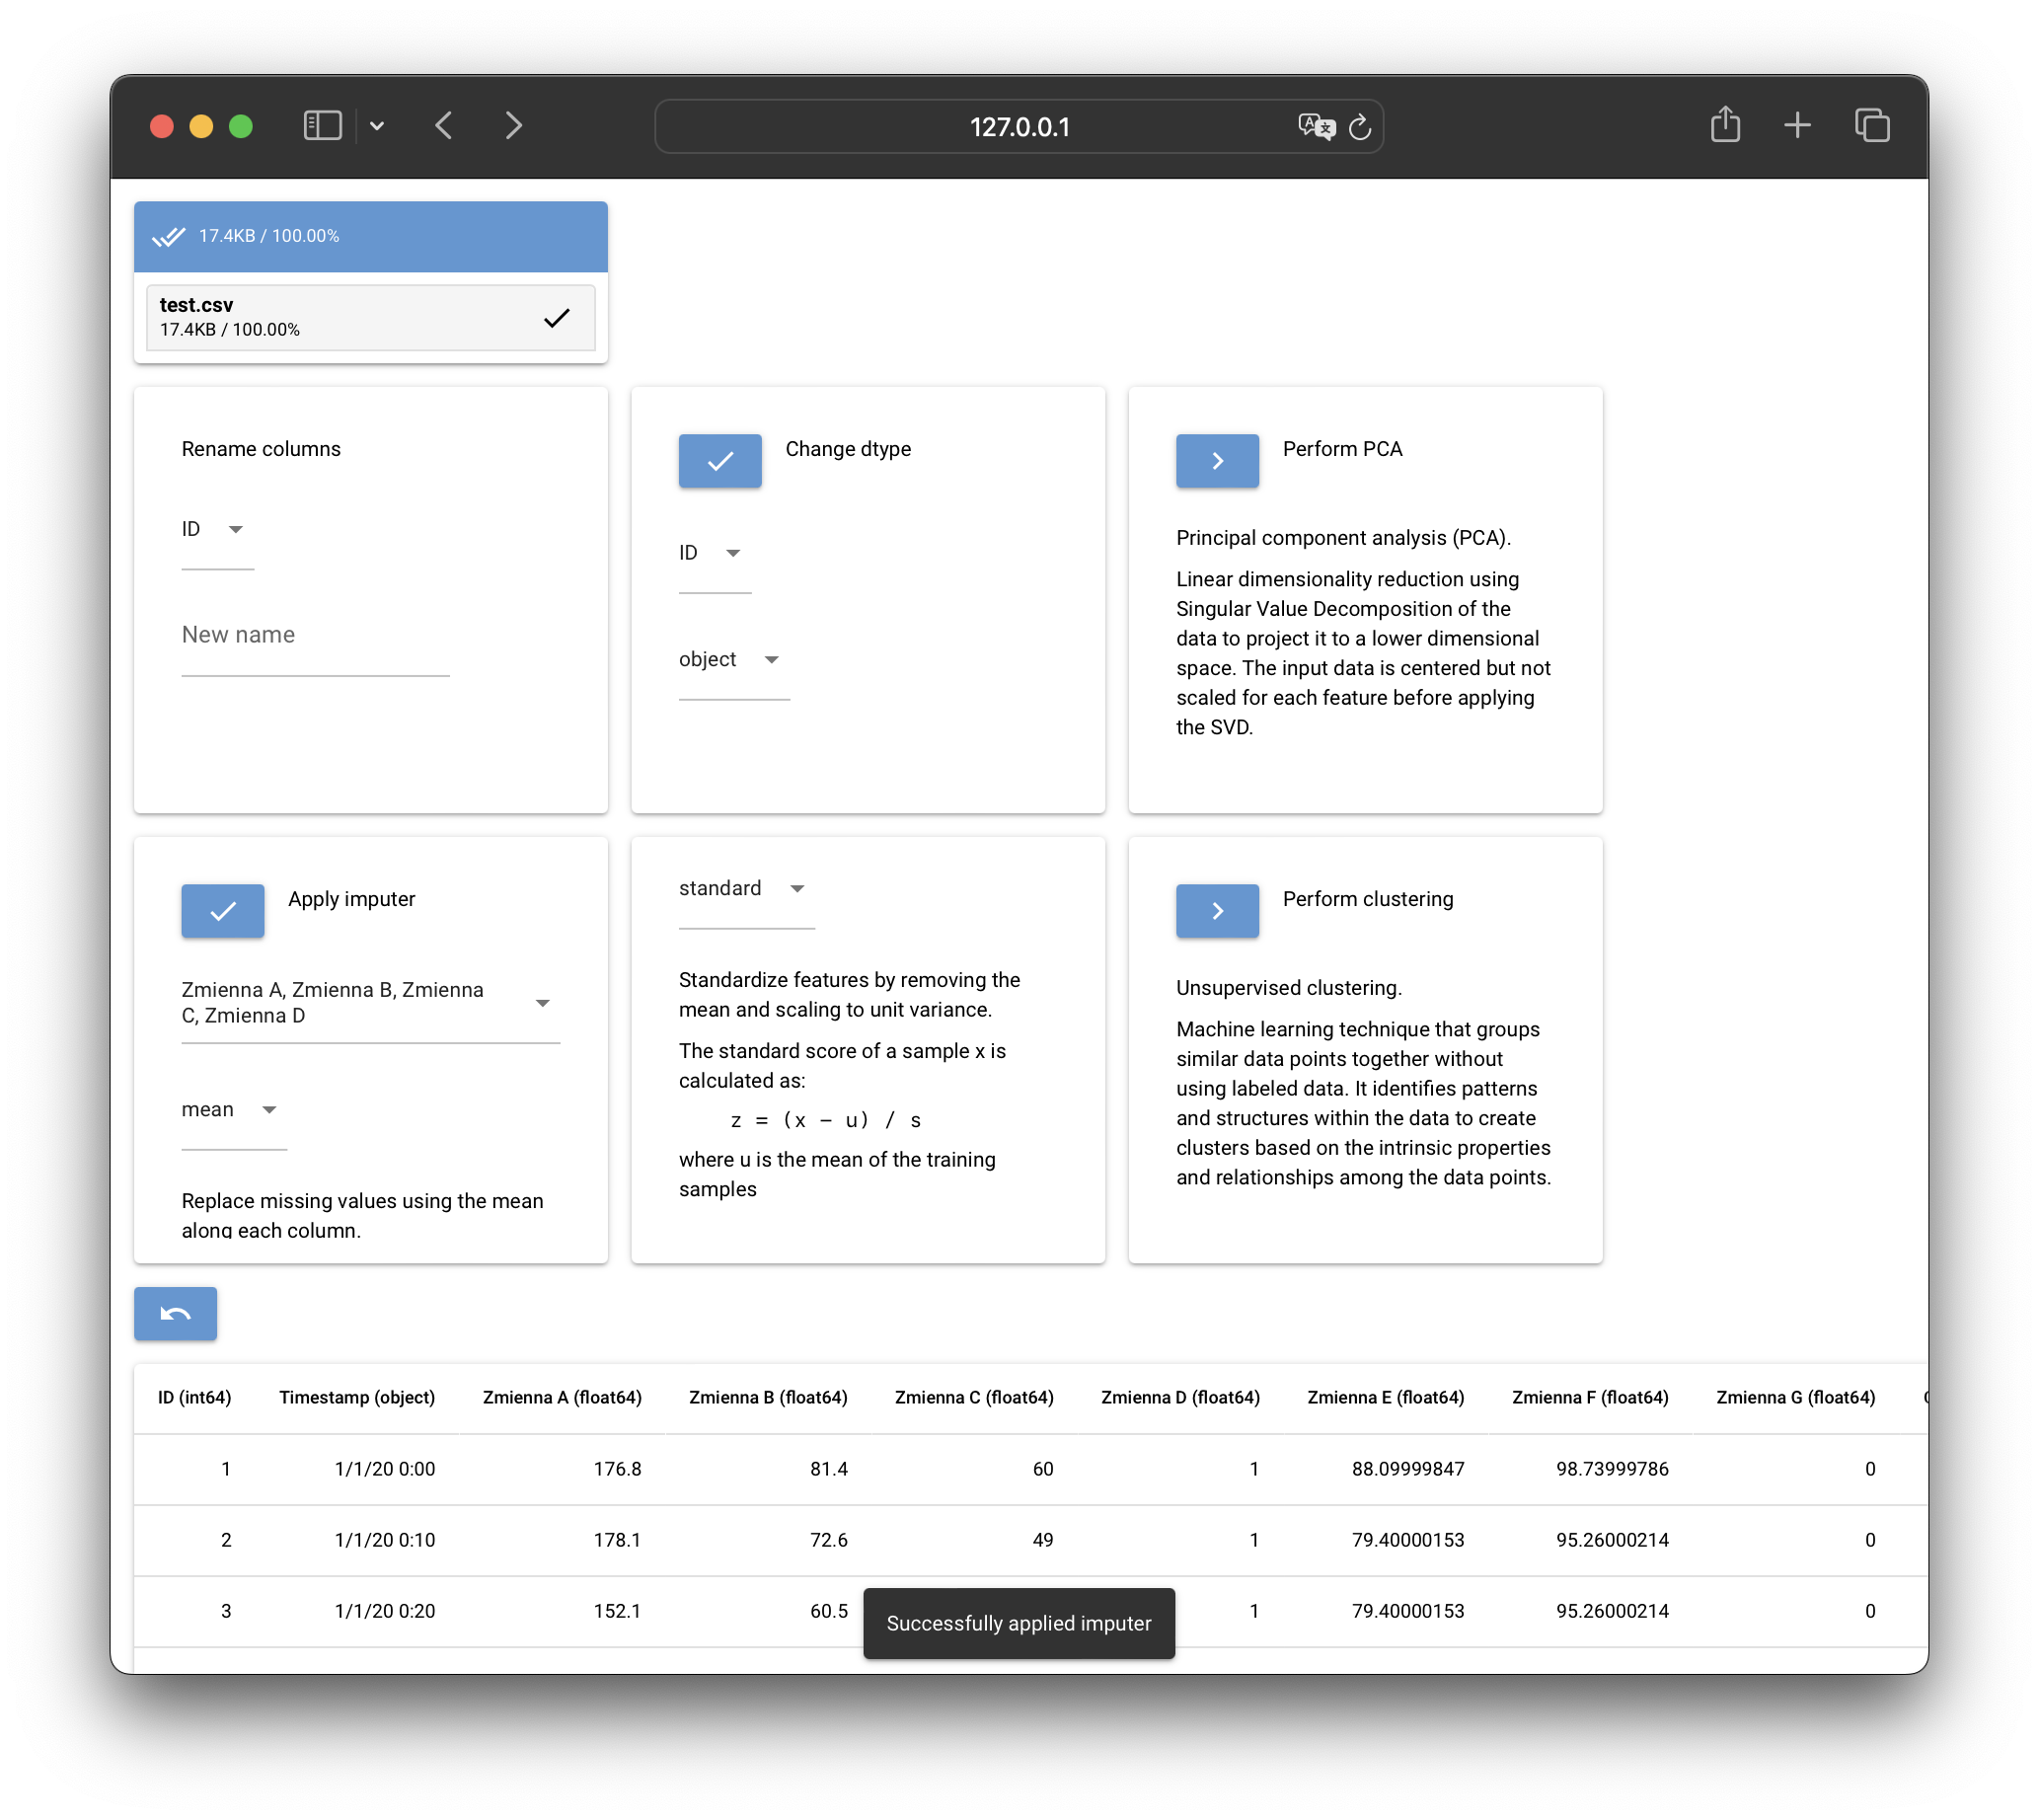 127.0.0.1
17.4KB / 100.00%
test.csv
17.4KB / 100.00%
Rename columns
ID
New name
Change dtype
ID
object
Perform PCA
Principal component analysis (PCA).
Linear dimensionality reduction using
Singular Value Decomposition of the
data to project it to a lower dimensional
space. The input data is centered but not
scaled for each feature before applying
the SVD.
Apply imputer
Zmienna A, Zmienna B, Zmienna
C, Zmienna D
mean
Replace missing values using the mean
along each column.
standard
Standardize features by removing the
mean and scaling to unit variance.
The standard score of a sample x is
calculated as:
z = (x − u) / s
where u is the mean of the training
samples
Perform clustering
Unsupervised clustering.
Machine learning technique that groups
similar data points together without
using labeled data. It identifies patterns
and structures within the data to create
clusters based on the intrinsic properties
and relationships among the data points.
ID (int64) Timestamp (object) Zmienna A (float64) Zmienna B (float64) Zmienna C (float64) Zmienna D (float64) Zmienna E (float64) Zmienna F (float64) Zmienna G (float64)
1 1/1/20 0:00 176.8 81.4 60 1 88.09999847 98.73999786 0
2 1/1/20 0:10 178.1 72.6 49 1 79.40000153 95.26000214 0
3 1/1/20 0:20 152.1 60.5 1 79.40000153 95.26000214 0
Successfully applied imputer